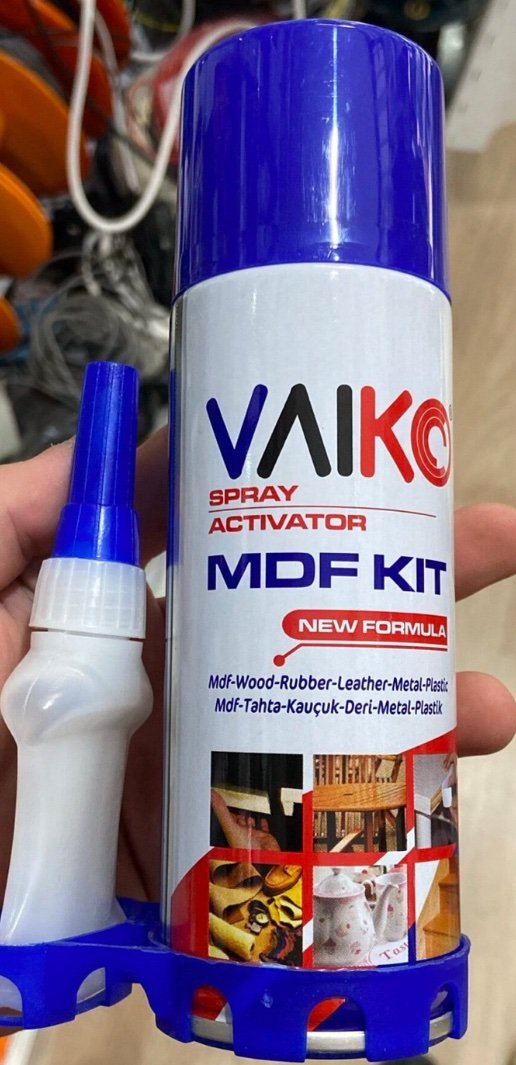 VAIKO
SPRAY
ACTIVATOR
MDF KIT
NEW FORMULA
Mdf-Wood-Rubber-Leather-Metal-Plastic
Mdf-Tahta-Kauçuk-Deri-Metal-Plastik